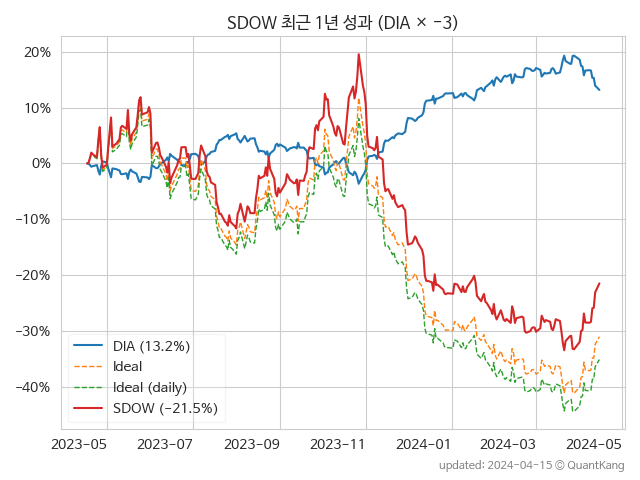 SDOW 최근 1년 성과 (DIA × −3)
20%
10%
0%
−10%
−20%
−30%
−40%
DIA (13.2%)
Ideal
Ideal (daily)
SDOW (−21.5%)
2023−05
2023−07
2023−09
2023−11
2024−01
2024−03
2024−05
updated: 2024−04−15 © QuantKang